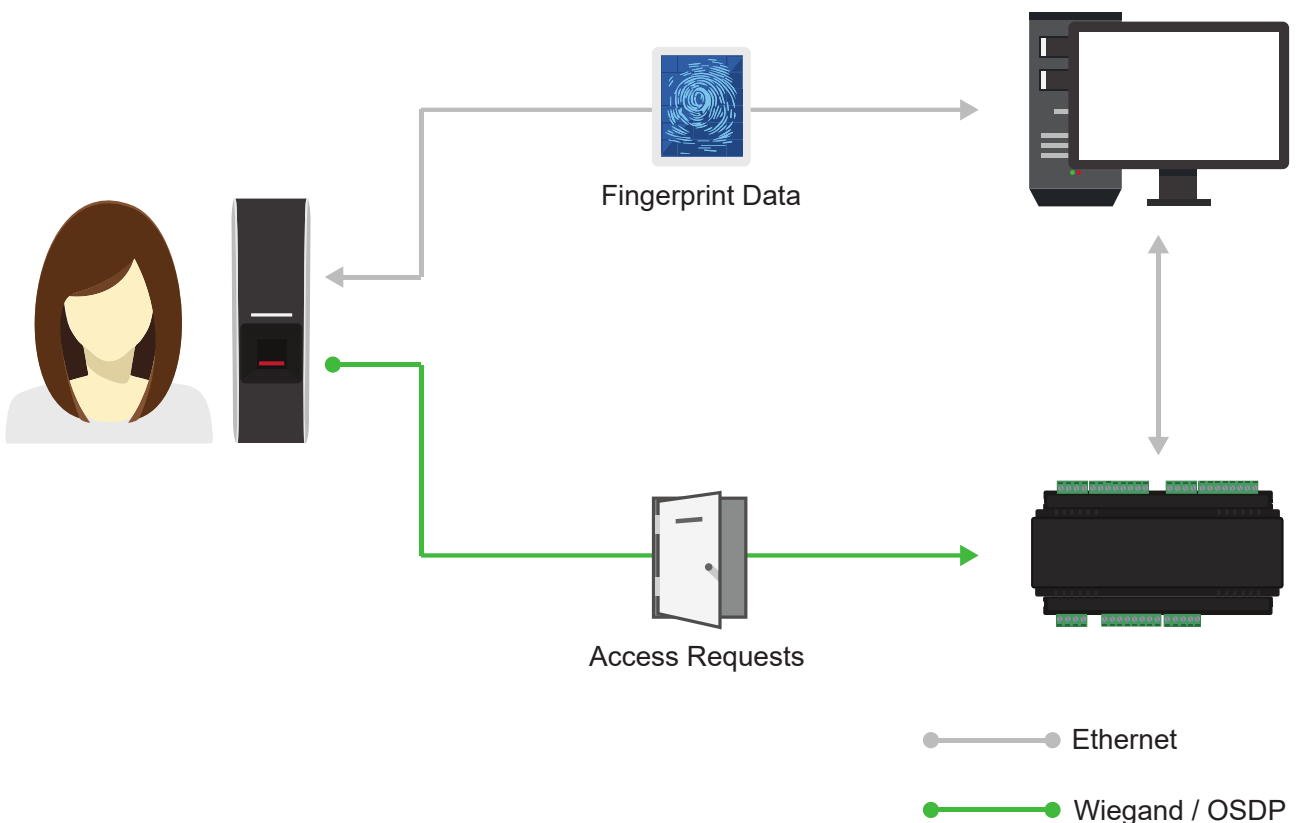 Fingerprint Data
Access Requests
Ethernet
Wiegand / OSDP